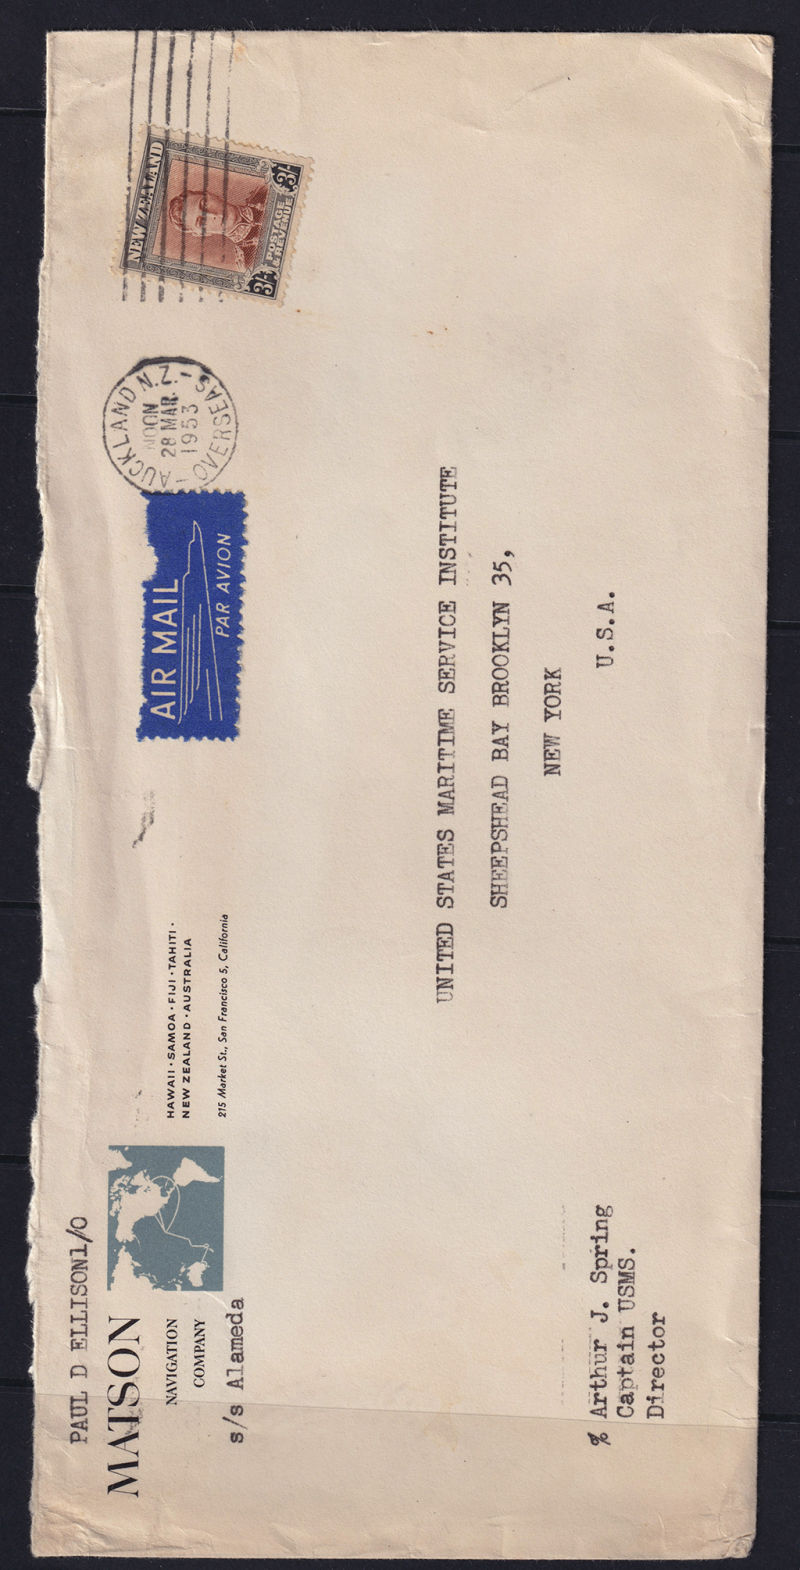 PAUL D ELLISON1/O
MATSON
NAVIGATION
COMPANY
s/s Alameda
HAWAII · SAMOA · FIJI · TAHITI ·
NEW ZEALAND · AUSTRALIA
215 Market St., San Francisco 5, California
AIR MAIL
PAR AVION
AUCKLAND N.Z.
NOON
28 MAR.
1953
OVERSEAS
NEW ZEALAND
3/-
POSTAGE
& REVENUE
3/-
UNITED STATES MARITIME SERVICE INSTITUTE
SHEEPSHEAD BAY BROOKLYN 35,
NEW YORK
U.S.A.
% Arthur J. Spring
Captain USMS.
Director